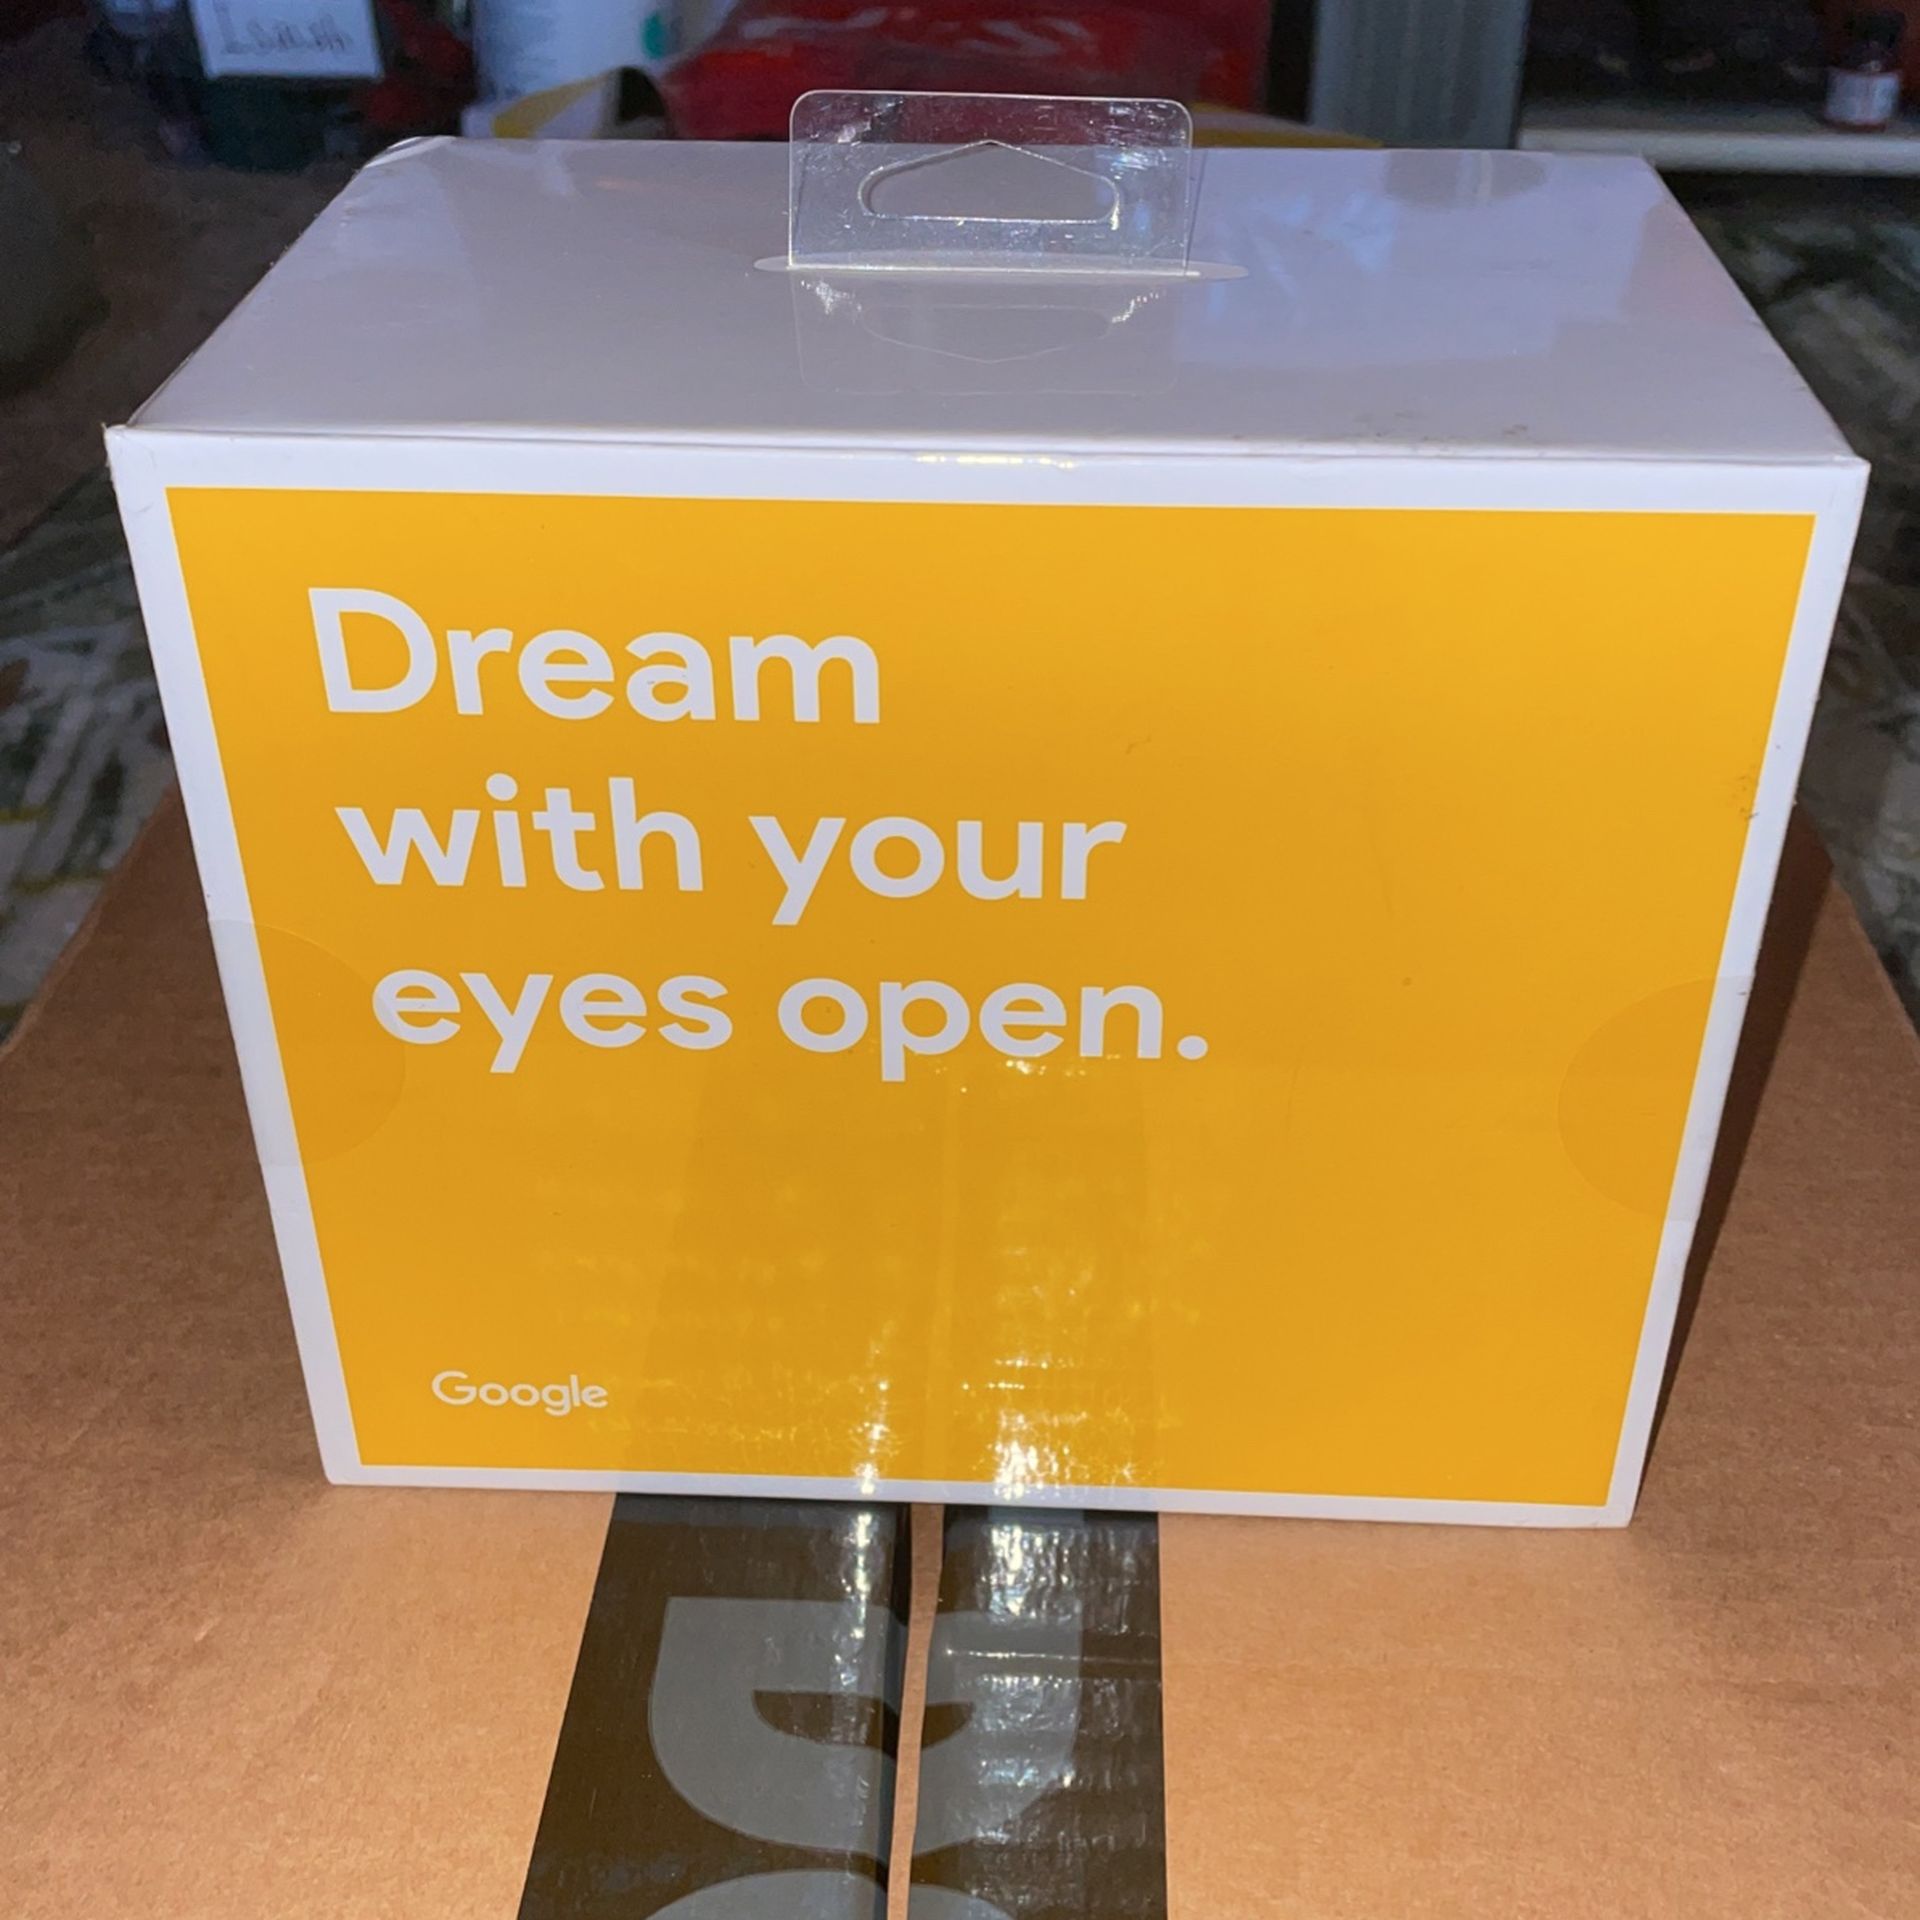 Dream
with your
eyes open.
Google